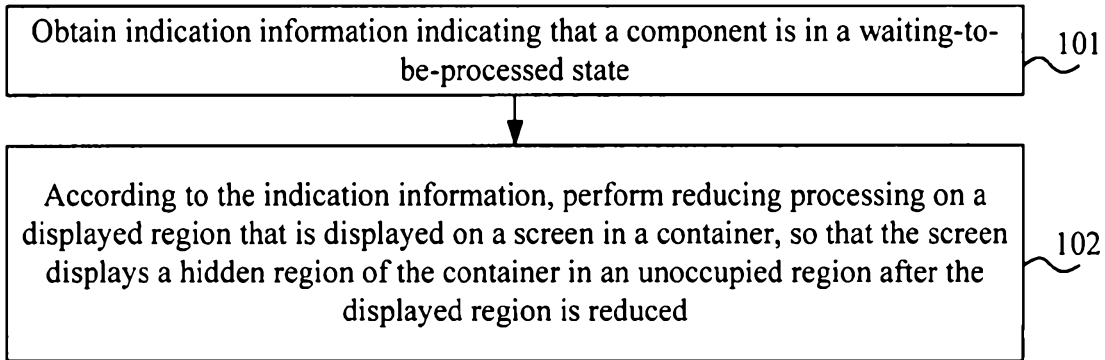 Obtain indication information indicating that a component is in a waiting-to-
be-processed state
101
According to the indication information, perform reducing processing on a
displayed region that is displayed on a screen in a container, so that the screen
displays a hidden region of the container in an unoccupied region after the
displayed region is reduced
102